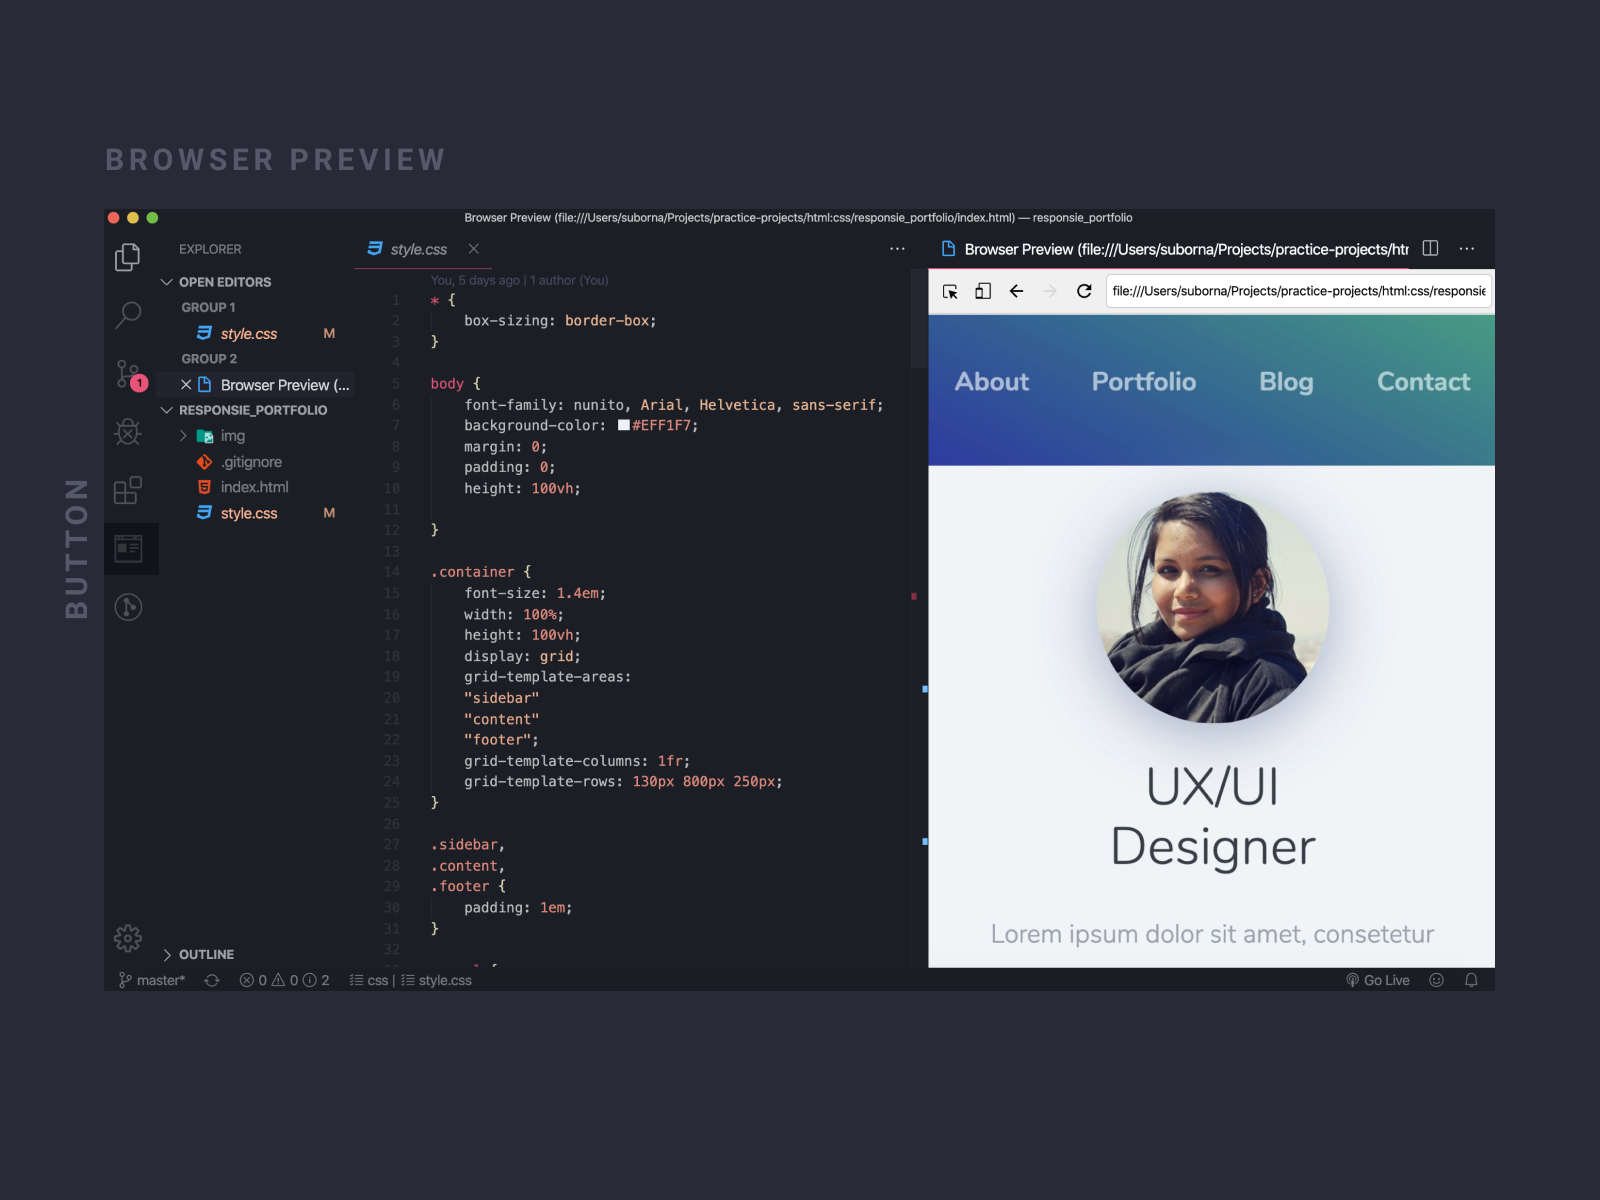 BROWSER PREVIEW
BUTTON
Browser Preview (file:///Users/suborna/Projects/practice-projects/html:css/responsie_portfolio/index.html) — responsie_portfolio
EXPLORER
OPEN EDITORS
GROUP 1
style.css M
GROUP 2
Browser Preview (...
RESPONSIE_PORTFOLIO
img
.gitignore
index.html
style.css M
OUTLINE
1
style.css
You, 5 days ago | 1 author (You)
1 * {
2 box-sizing: border-box;
3 }
4
5 body {
6 font-family: nunito, Arial, Helvetica, sans-serif;
7 background-color: #EFF1F7;
8 margin: 0;
9 padding: 0;
10 height: 100vh;
11
12 }
13
14 .container {
15 font-size: 1.4em;
16 width: 100%;
17 height: 100vh;
18 display: grid;
19 grid-template-areas:
20 "sidebar"
21 "content"
22 "footer";
23 grid-template-columns: 1fr;
24 grid-template-rows: 130px 800px 250px;
25 }
26
27 .sidebar,
28 .content,
29 .footer {
30 padding: 1em;
31 }
32
Browser Preview (file:///Users/suborna/Projects/practice-projects/htm
file:///Users/suborna/Projects/practice-projects/html:css/responsie
About Portfolio Blog Contact
UX/UI
Designer
Lorem ipsum dolor sit amet, consetetur
master* 0 0 2 css | style.css Go Live